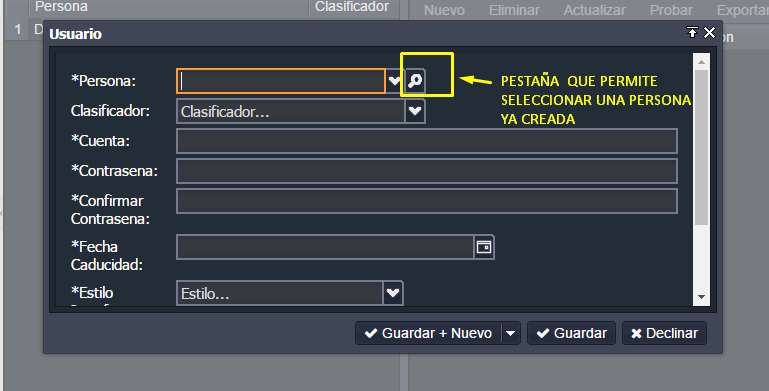 Persona Clasificador
Nuevo Eliminar Actualizar Probar Exportar
1 D
Usuario
*Persona:
PESTAÑA QUE PERMITE
SELECCIONAR UNA PERSONA
YA CREADA
Clasificador: Clasificador...
*Cuenta:
*Contrasena:
*Confirmar
Contrasena:
*Fecha
Caducidad:
*Estilo Estilo...
Guardar + Nuevo Guardar Declinar